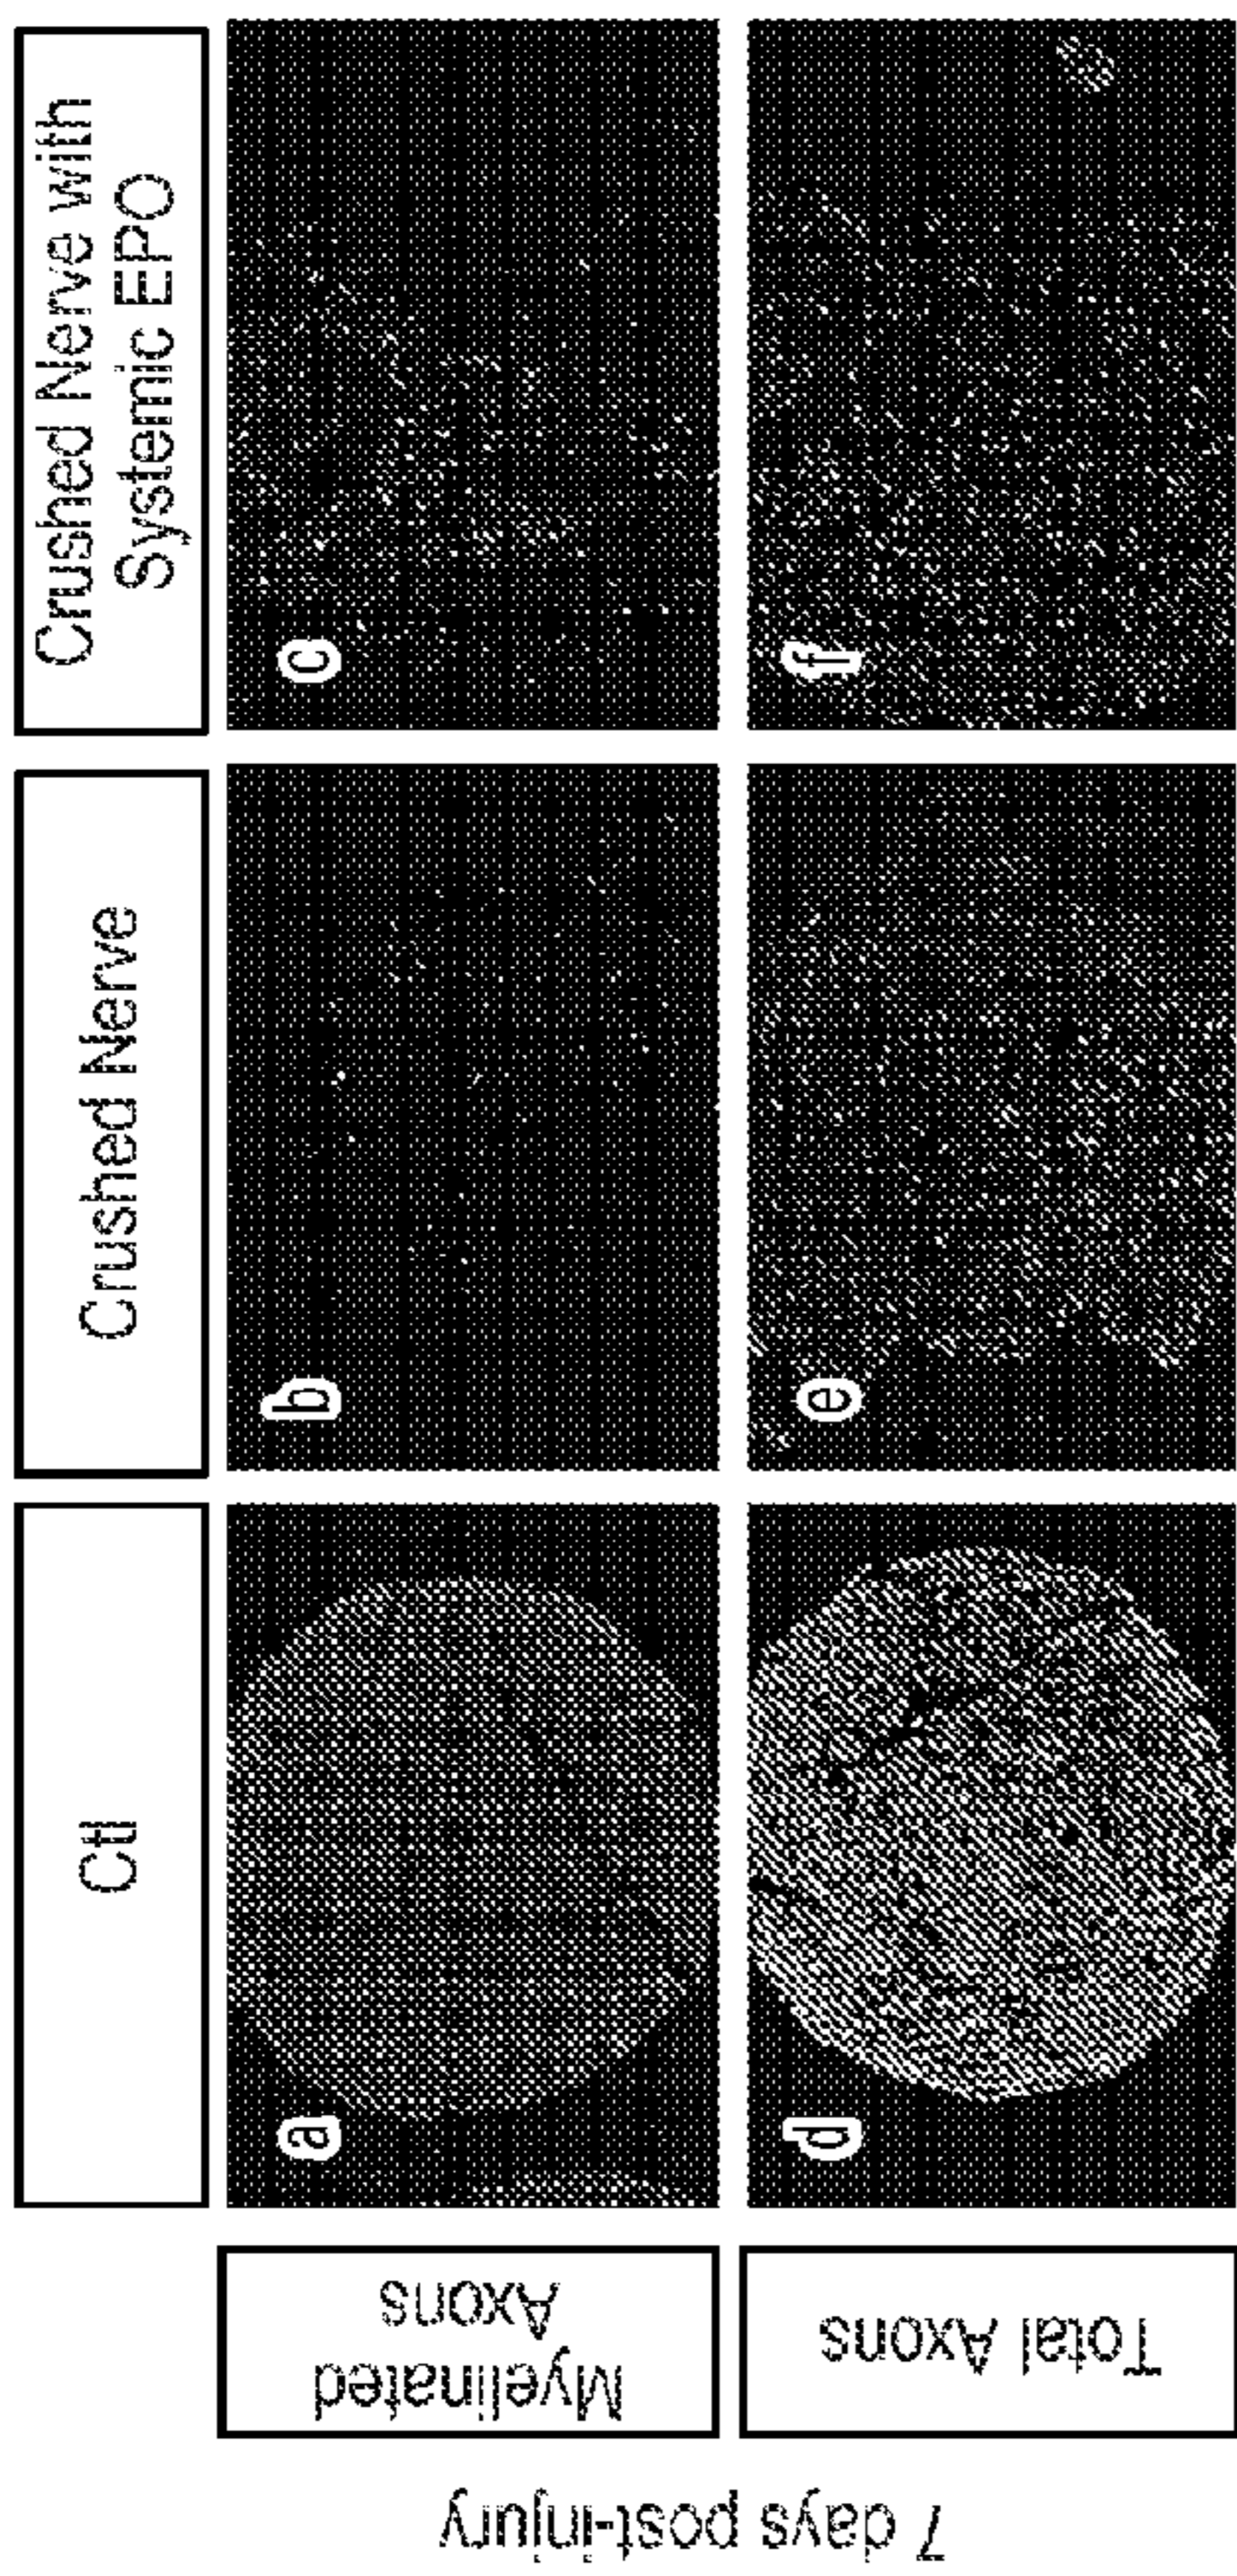 Ctl
Crushed Nerve
Crushed Nerve with
Systemic EPO
7 days post-injury
Myelinated
Axons
a
b
c
Total Axons
d
e
f